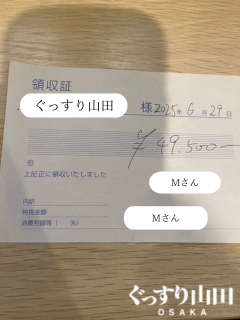 領収証
ぐっすり山田 様 2025年 6月 29日
¥49,500-
但
上記正に領収いたしました
Mさん
内訳
税抜金額
消費税額等( %)
Mさん
ぐっすり山田
OSAKA